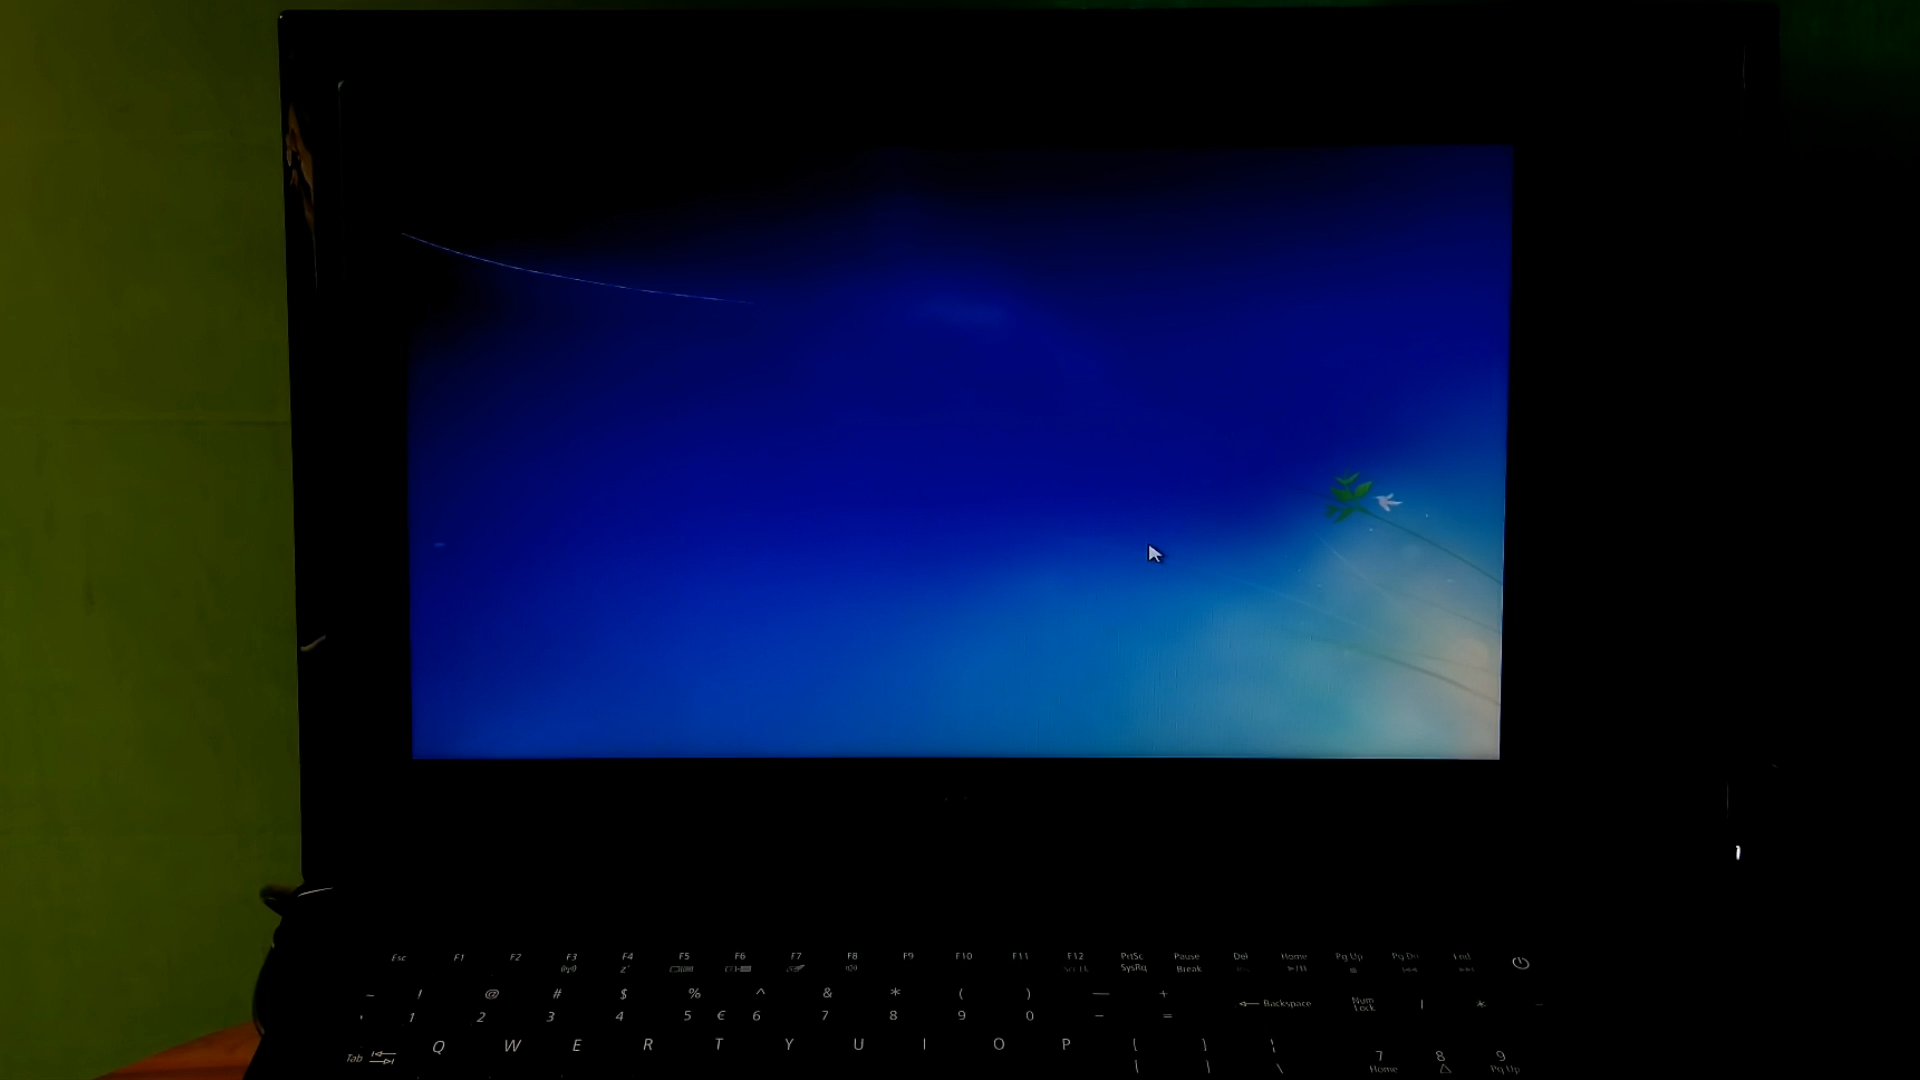 Esc F1 F2 F3 F4 F5 F6 F7 F8 F9 F10 F11 F12 PrtSc Pause Del Home Pg Up Pg Dn End
SysRq Break
~ ! @ # $ % ^ & * ( ) — +
1 2 3 4 5 € 6 7 8 9 0 - = Backspace Num Lock * -
Tab Q W E R T Y U I O P { } 7 8 9
[ ] \ Home Pg Up